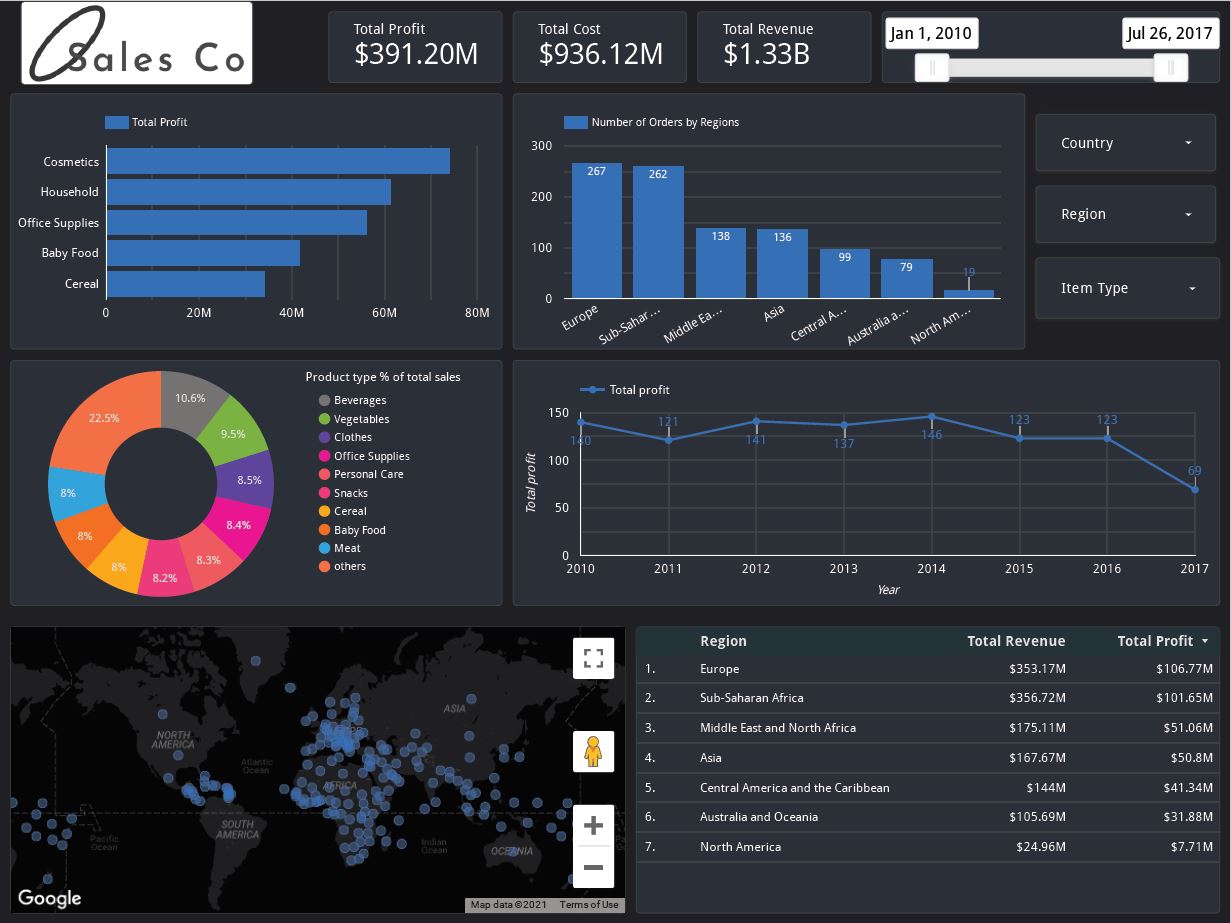 Sales Co
Total Profit
$391.20M
Total Cost
$936.12M
Total Revenue
$1.33B
Jan 1, 2010
Jul 26, 2017
Total Profit
Cosmetics
Household
Office Supplies
Baby Food
Cereal
0 20M 40M 60M 80M
Number of Orders by Regions
300
200
100
0
267 262 138 136 99 79 19
Europe Sub-Sahar... Middle Ea... Asia Central A... Australia a... North Am...
Country
Region
Item Type
Product type % of total sales
Beverages
Vegetables
Clothes
Office Supplies
Personal Care
Snacks
Cereal
Baby Food
Meat
others
10.6%
9.5%
8.5%
8.4%
8.3%
8.2%
8%
8%
8%
22.5%
Total profit
Total profit
150
100
50
0
140 121 141 137 146 123 123 69
2010 2011 2012 2013 2014 2015 2016 2017
Year
NORTH
AMERICA
Atlantic
Ocean
ASIA
AFRICA
SOUTH
AMERICA
Pacific
Ocean
Indian
Ocean
OCEANIA
Google
Map data ©2021 Terms of Use
Region Total Revenue Total Profit
1. Europe $353.17M $106.77M
2. Sub-Saharan Africa $356.72M $101.65M
3. Middle East and North Africa $175.11M $51.06M
4. Asia $167.67M $50.8M
5. Central America and the Caribbean $144M $41.34M
6. Australia and Oceania $105.69M $31.88M
7. North America $24.96M $7.71M